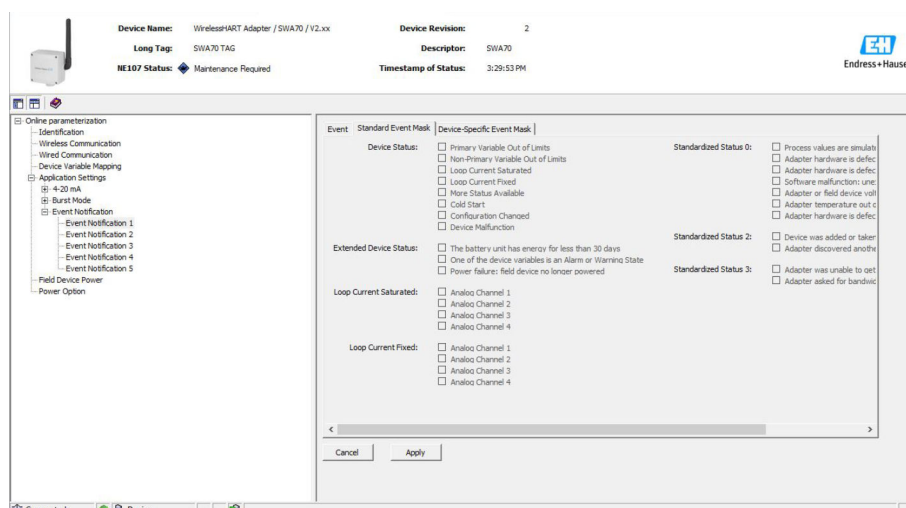 Device Name: WirelessHART Adapter / SWA70 / V2.xx Device Revision: 2
Long Tag: SWA70 TAG Descriptor: SWA70
NE107 Status: Maintenance Required Timestamp of Status: 3:29:53 PM
EH
Endress+Hause
Online parameterization
Identification
Wireless Communication
Wired Communication
Device Variable Mapping
Application Settings
4-20 mA
Burst Mode
Event Notification
Event Notification 1
Event Notification 2
Event Notification 3
Event Notification 4
Event Notification 5
Field Device Power
Power Option
Event Standard Event Mask Device-Specific Event Mask
Device Status: Primary Variable Out of Limits
Non-Primary Variable Out of Limits
Loop Current Saturated
Loop Current Fixed
More Status Available
Cold Start
Configuration Changed
Device Malfunction
Extended Device Status: The battery unit has energy for less than 30 days
One of the device variables is an Alarm or Warning State
Power failure: field device no longer powered
Loop Current Saturated: Analog Channel 1
Analog Channel 2
Analog Channel 3
Analog Channel 4
Loop Current Fixed: Analog Channel 1
Analog Channel 2
Analog Channel 3
Analog Channel 4
Standardized Status 0: Process values are simulat
Adapter hardware is defec
Adapter hardware is defec
Software malfunction: une
Adapter or field device volt
Adapter temperature out o
Adapter hardware is defec
Standardized Status 2: Device was added or taker
Adapter discovered anothe
Standardized Status 3: Adapter was unable to get
Adapter asked for bandwic
Cancel Apply